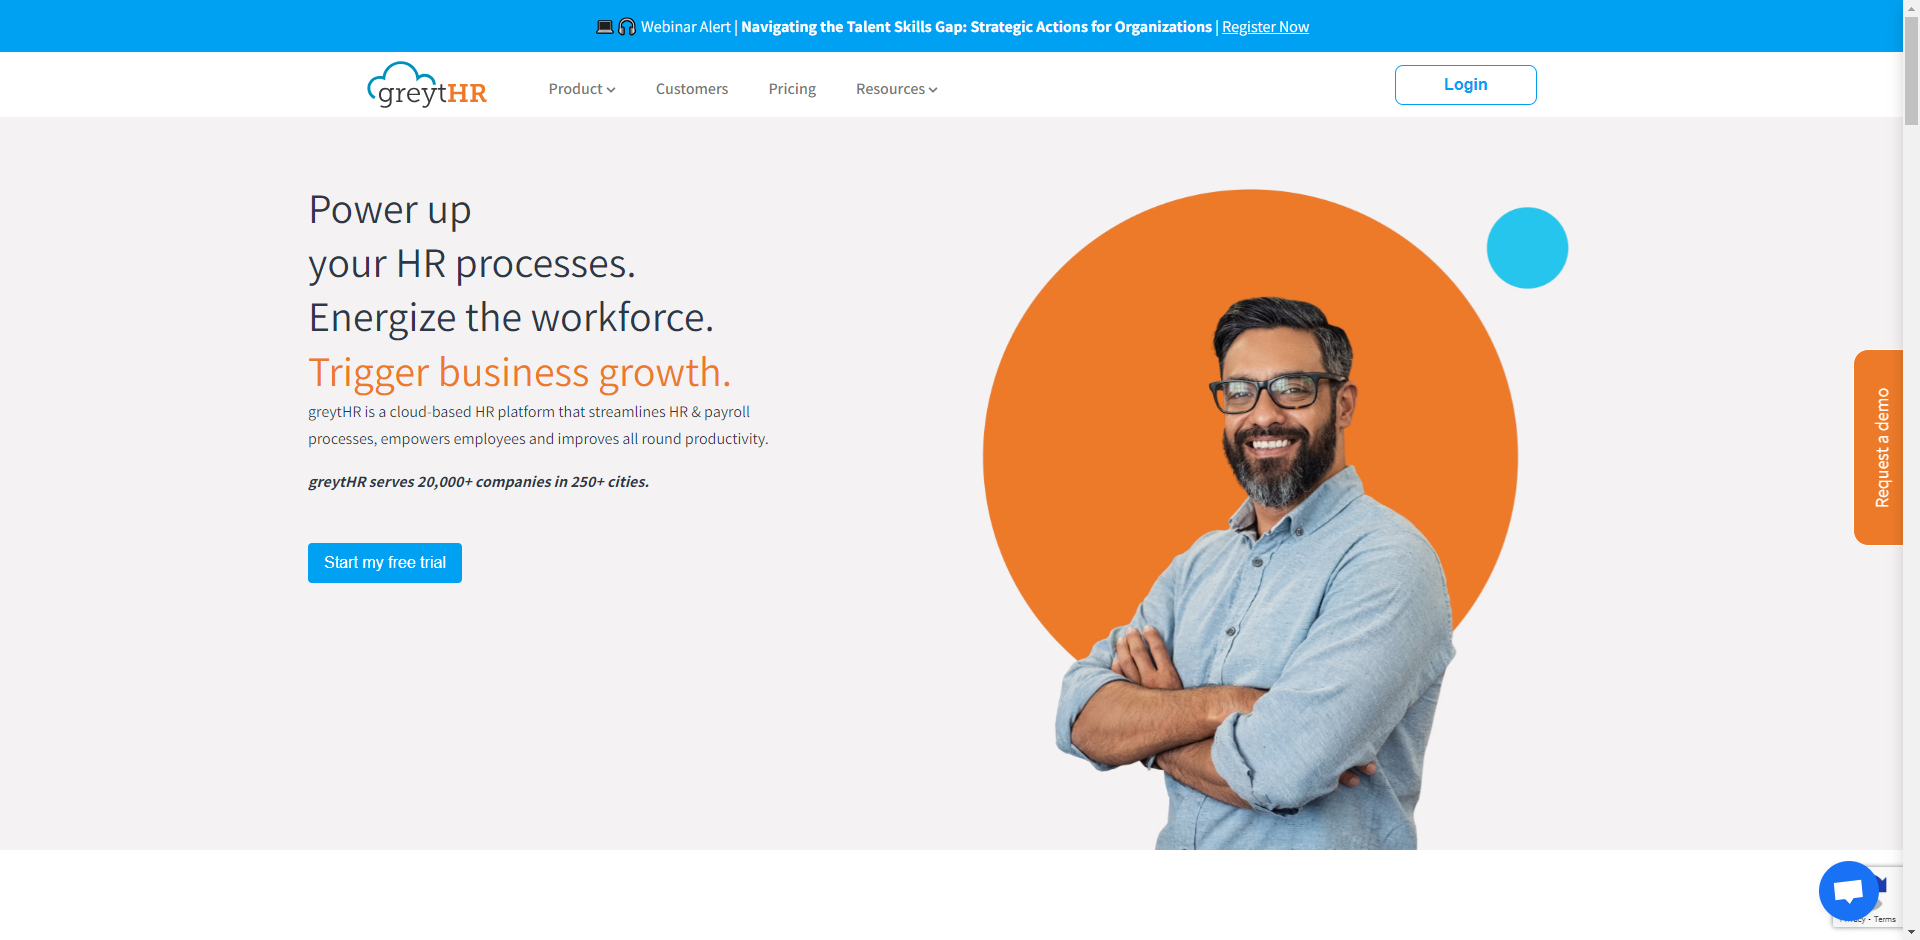 Webinar Alert | Navigating the Talent Skills Gap: Strategic Actions for Organizations | Register Now
greytHR
Product
Customers
Pricing
Resources
Login
Power up
your HR processes.
Energize the workforce.
Trigger business growth.
greytHR is a cloud-based HR platform that streamlines HR & payroll
processes, empowers employees and improves all round productivity.
greytHR serves 20,000+ companies in 250+ cities.
Start my free trial
Request a demo
- Terms